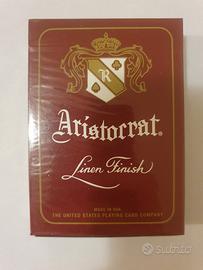 R
Aristocrat®
Linen Finish
MADE IN USA
THE UNITED STATES PLAYING CARD COMPANY
subito